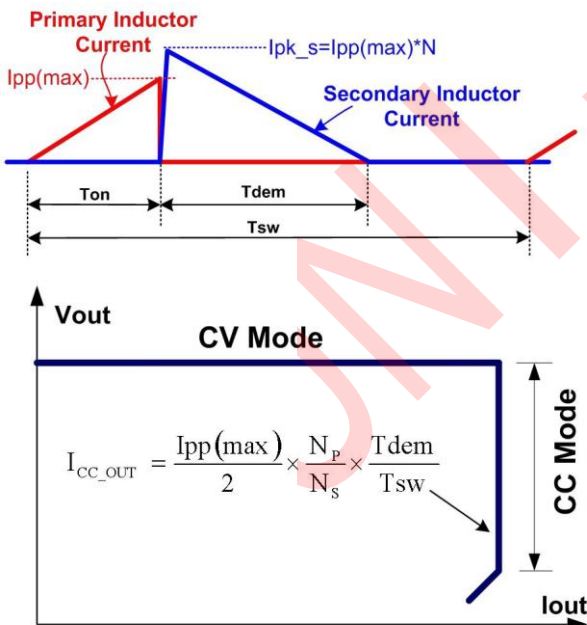 Primary Inductor
Current
Ipk_s=Ipp(max)*N
Ipp(max)
Secondary Inductor
Current
Ton
Tdem
Tsw
Vout
CV Mode
I_CC_OUT = Ipp(max)/2 × N_P/N_S × Tdem/Tsw
CC Mode
Iout